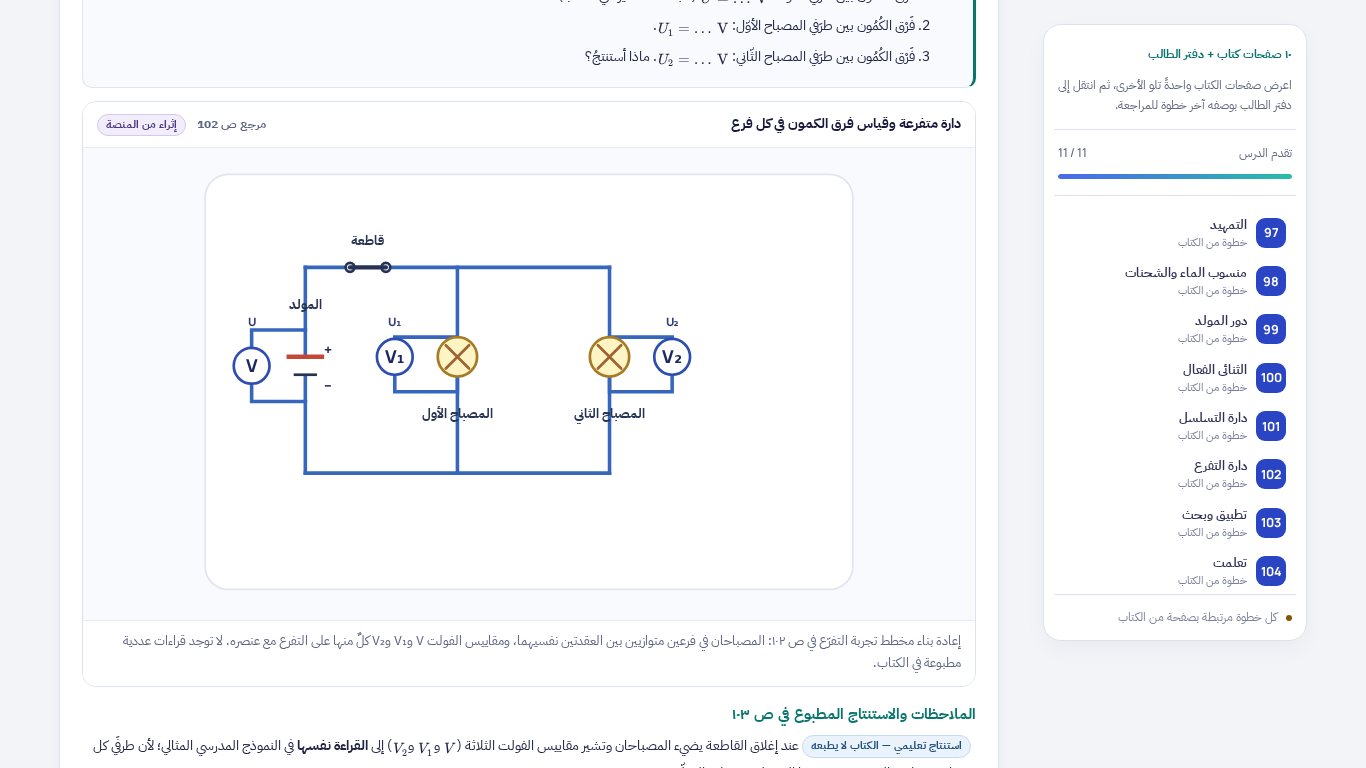 2. فَرْق الكُمُون بين طرَفي المصباح الأوّل: U₁ = … V.
3. فَرْق الكُمُون بين طرَفي المصباح الثّاني: U₂ = … V. ماذا أستنتجُ؟
دارة متفرعة وقياس فرق الكمون في كل فرع
مرجع ص 102
إثراء من المنصة
قاطعة
المولد
U
U₁
U₂
+
V
V₁
V₂
−
المصباح الأول
المصباح الثاني
إعادة بناء مخطط تجربة التفرّع في ص ١٠٢: المصباحان في فرعين متوازيين بين العقدتين نفسيهما، ومقاييس الفولت V و V₁ و V₂ كلٌ منها على التفرع مع عنصره. لا توجد قراءات عددية
مطبوعة في الكتاب.
الملاحظات والاستنتاج المطبوع في ص ١٠٣
استنتاج تعليمي — الكتاب لا يطبعه عند إغلاق القاطعة يضيء المصباحان وتشير مقاييس الفولت الثلاثة (V و V₁ و V₂) إلى القراءة نفسها في النموذج المدرسي المثالي؛ لأن طرفَي كل
١٠ صفحات كتاب + دفتر الطالب
اعرض صفحات الكتاب واحدةً تلو الأخرى، ثم انتقل إلى
دفتر الطالب بوصفه آخر خطوة للمراجعة.
تقدم الدرس
11 / 11
97
التمهيد
خطوة من الكتاب
98
منسوب الماء والشحنات
خطوة من الكتاب
99
دور المولد
خطوة من الكتاب
100
الثنائي الفعال
خطوة من الكتاب
101
دارة التسلسل
خطوة من الكتاب
102
دارة التفرع
خطوة من الكتاب
103
تطبيق وبحث
خطوة من الكتاب
104
تعلمت
خطوة من الكتاب
كل خطوة مرتبطة بصفحة من الكتاب